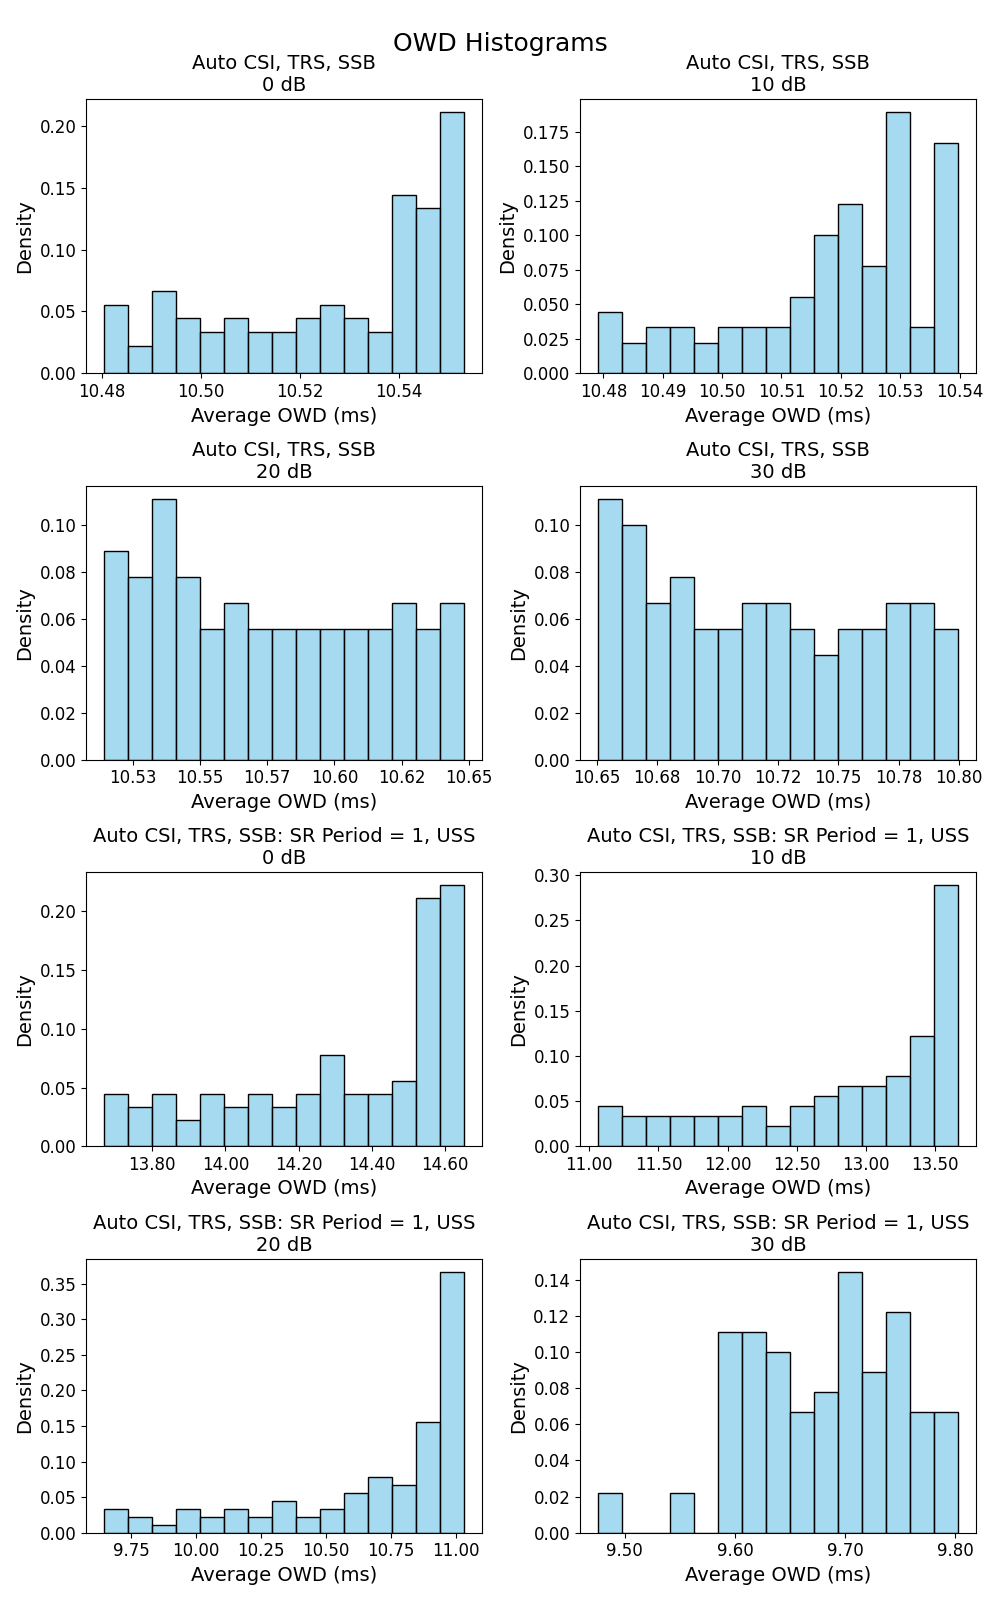 OWD Histograms
Auto CSI, TRS, SSB
0 dB
Density
0.20
0.15
0.10
0.05
0.00
10.48 10.50 10.52 10.54
Average OWD (ms)
Auto CSI, TRS, SSB
10 dB
Density
0.175
0.150
0.125
0.100
0.075
0.050
0.025
0.000
10.48 10.49 10.50 10.51 10.52 10.53 10.54
Average OWD (ms)
Auto CSI, TRS, SSB
20 dB
Density
0.10
0.08
0.06
0.04
0.02
0.00
10.53 10.55 10.57 10.60 10.62 10.65
Average OWD (ms)
Auto CSI, TRS, SSB
30 dB
Density
0.10
0.08
0.06
0.04
0.02
0.00
10.65 10.68 10.70 10.72 10.75 10.78 10.80
Average OWD (ms)
Auto CSI, TRS, SSB: SR Period = 1, USS
0 dB
Density
0.20
0.15
0.10
0.05
0.00
13.80 14.00 14.20 14.40 14.60
Average OWD (ms)
Auto CSI, TRS, SSB: SR Period = 1, USS
10 dB
Density
0.30
0.25
0.20
0.15
0.10
0.05
0.00
11.00 11.50 12.00 12.50 13.00 13.50
Average OWD (ms)
Auto CSI, TRS, SSB: SR Period = 1, USS
20 dB
Density
0.35
0.30
0.25
0.20
0.15
0.10
0.05
0.00
9.75 10.00 10.25 10.50 10.75 11.00
Average OWD (ms)
Auto CSI, TRS, SSB: SR Period = 1, USS
30 dB
Density
0.14
0.12
0.10
0.08
0.06
0.04
0.02
0.00
9.50 9.60 9.70 9.80
Average OWD (ms)